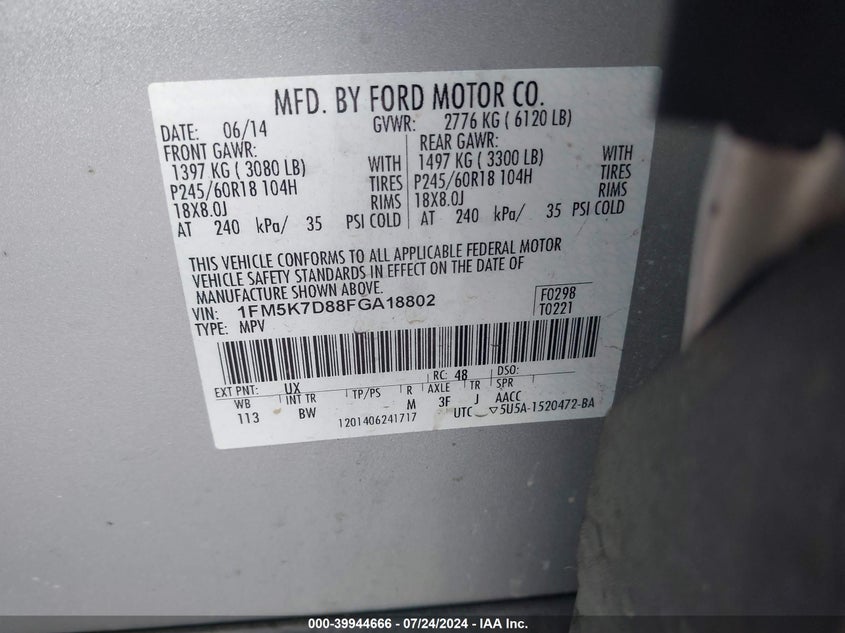 MFD. BY FORD MOTOR CO.
DATE: 06/14 GVWR: 2776 KG ( 6120 LB)
FRONT GAWR: REAR GAWR:
1397 KG ( 3080 LB) WITH 1497 KG ( 3300 LB) WITH
P245/60R18 104H TIRES P245/60R18 104H TIRES
18X8.0J RIMS 18X8.0J RIMS
AT 240 kPa/ 35 PSI COLD AT 240 kPa/ 35 PSI COLD
THIS VEHICLE CONFORMS TO ALL APPLICABLE FEDERAL MOTOR
VEHICLE SAFETY STANDARDS IN EFFECT ON THE DATE OF
MANUFACTURE SHOWN ABOVE.
VIN: 1FM5K7D88FGA18802 F0298
TYPE: MPV T0221
EXT PNT: UX RC: 48 DSO:
WB INT TR TP/PS R AXLE TR SPR
113 BW M 3F J AACC
1201406241717 UTC ▽5U5A-1520472-BA
000-39944666 - 07/24/2024 - IAA Inc.